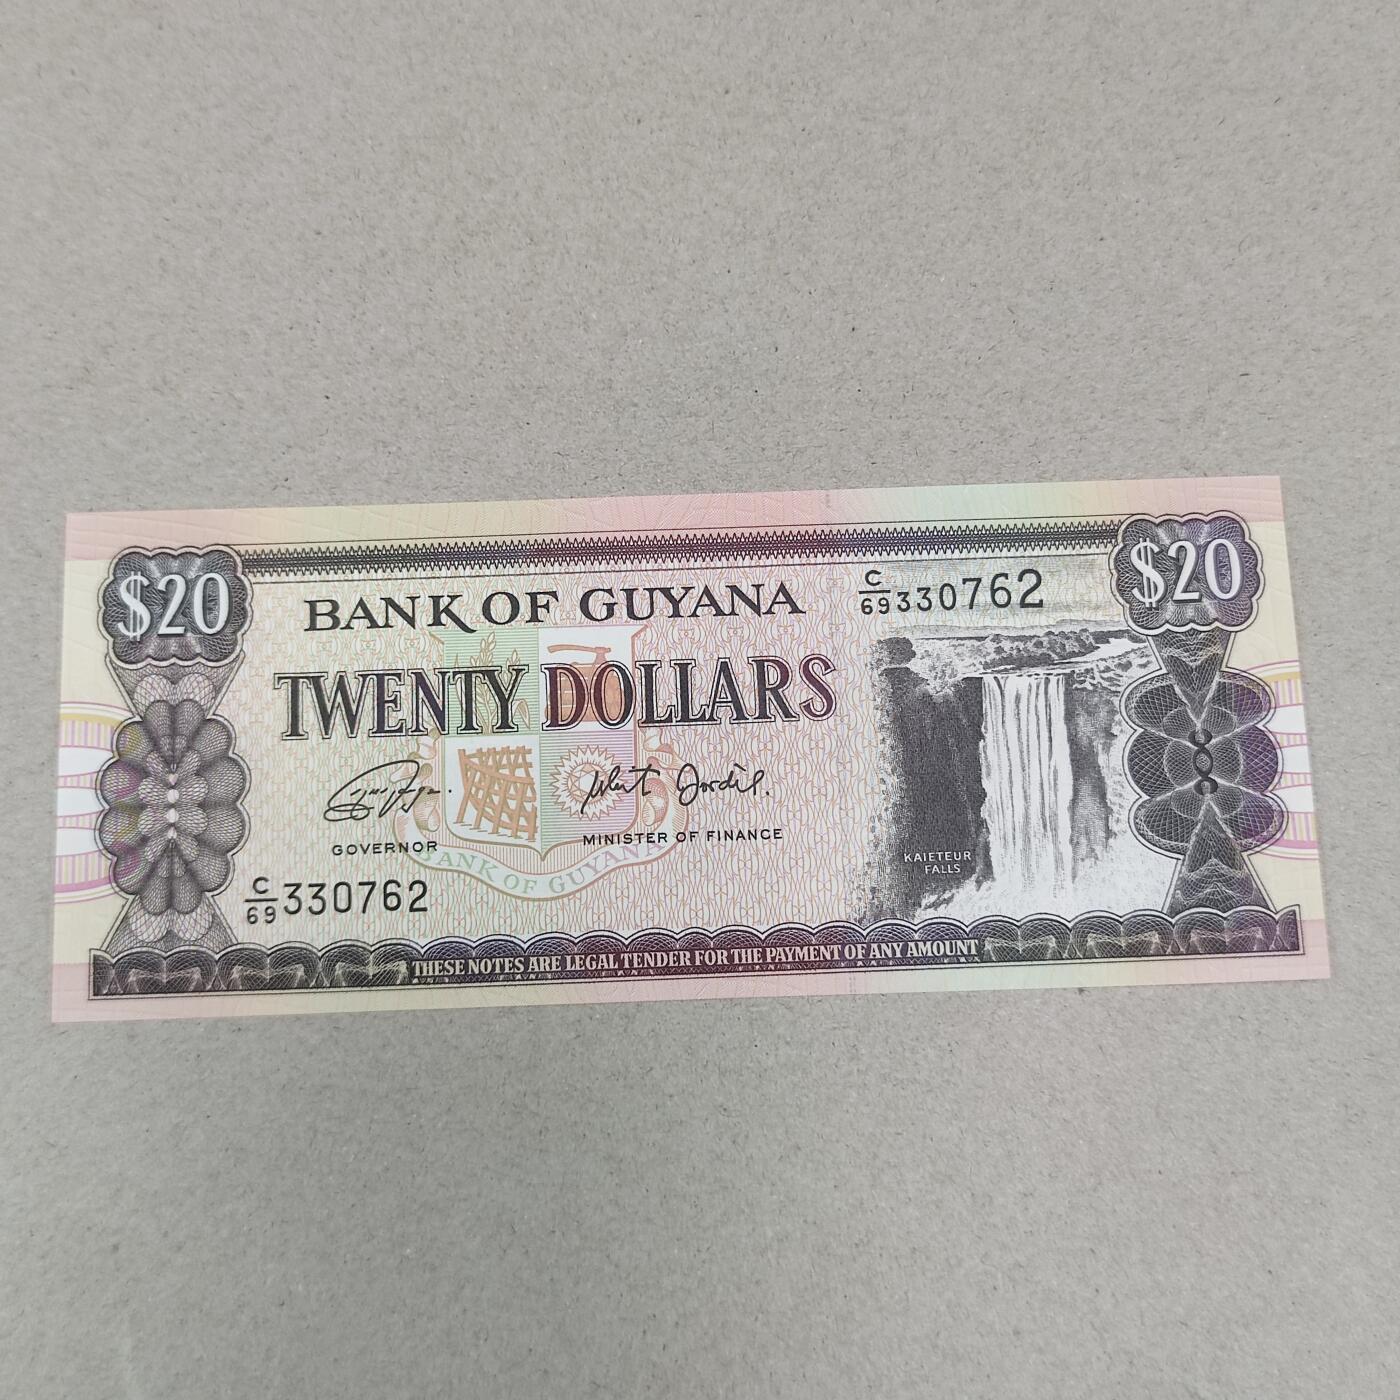 $20
$20
BANK OF GUYANA
C/69 330762
TWENTY DOLLARS
GOVERNOR
MINISTER OF FINANCE
KAIETEUR
FALLS
BANK OF GUYANA
C/69 330762
THESE NOTES ARE LEGAL TENDER FOR THE PAYMENT OF ANY AMOUNT